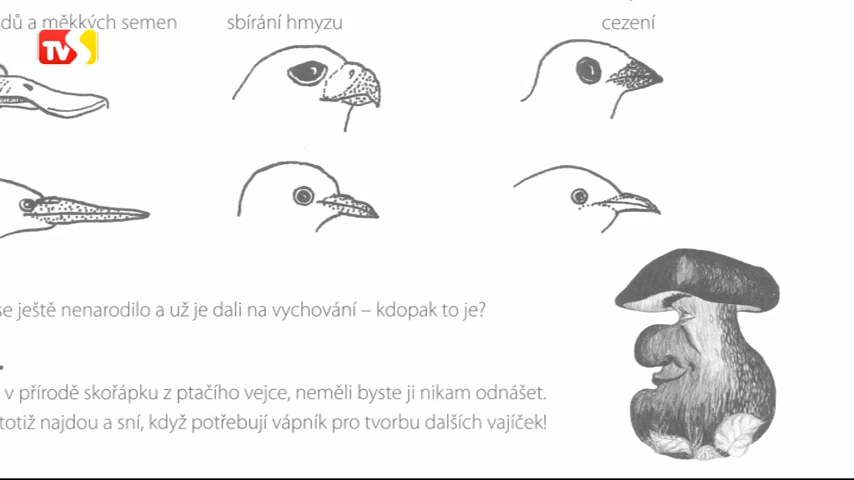 dů a měkkých semen sbírání hmyzu cezení
TV S
se ještě nenarodilo a už je dali na vychování – kdopak to je?
v přírodě skořápku z ptačího vejce, neměli byste ji nikam odnášet.
totiž najdou a sní, když potřebují vápník pro tvorbu dalších vajíček!